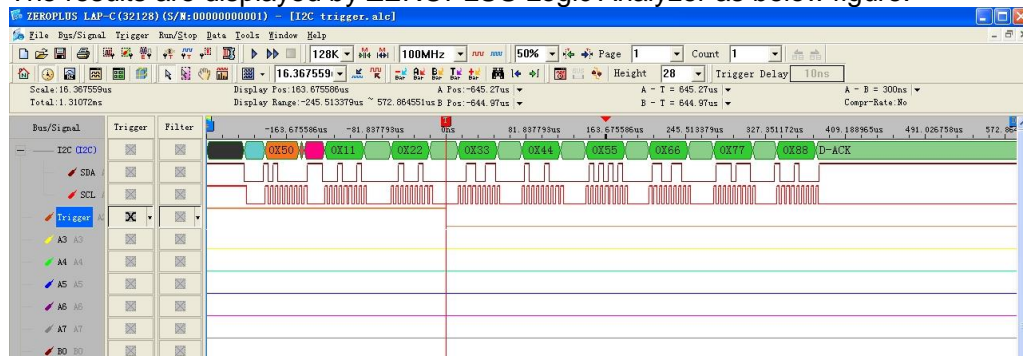 The results are displayed by ZEROPLUS Logic Analyzer as below figure.
ZEROPLUS LAP-C(32128) (S/N:00000000001) - [I2C trigger.alc]
File Bus/Signal Trigger Run/Stop Data Tools Window Help
128K 100MHz 50% Page 1 Count 1
16.367559 Bar Bar Bar Bar Height 28 Trigger Delay 10ns
Scale:16.367559us Display Pos:163.675586us A Pos:-645.27us A - T = 645.27us A - B = 300ns
Total:1.31072ms Display Range:-245.513379us ~ 572.864551us B Pos:-644.97us B - T = 644.97us Compr-Rate:No
Bus/Signal Trigger Filter -163.675586us -81.837793us 0ns 81.837793us 163.675586us 245.513379us 327.351172us 409.188965us 491.026758us 572.864
I2C (I2C) 0X50 0X11 0X22 0X33 0X44 0X55 0X66 0X77 0X88 D-ACK
SDA
SCL
Trigger
A3 A3
A4 A4
A5 A5
A6 A6
A7 A7
B0 B0